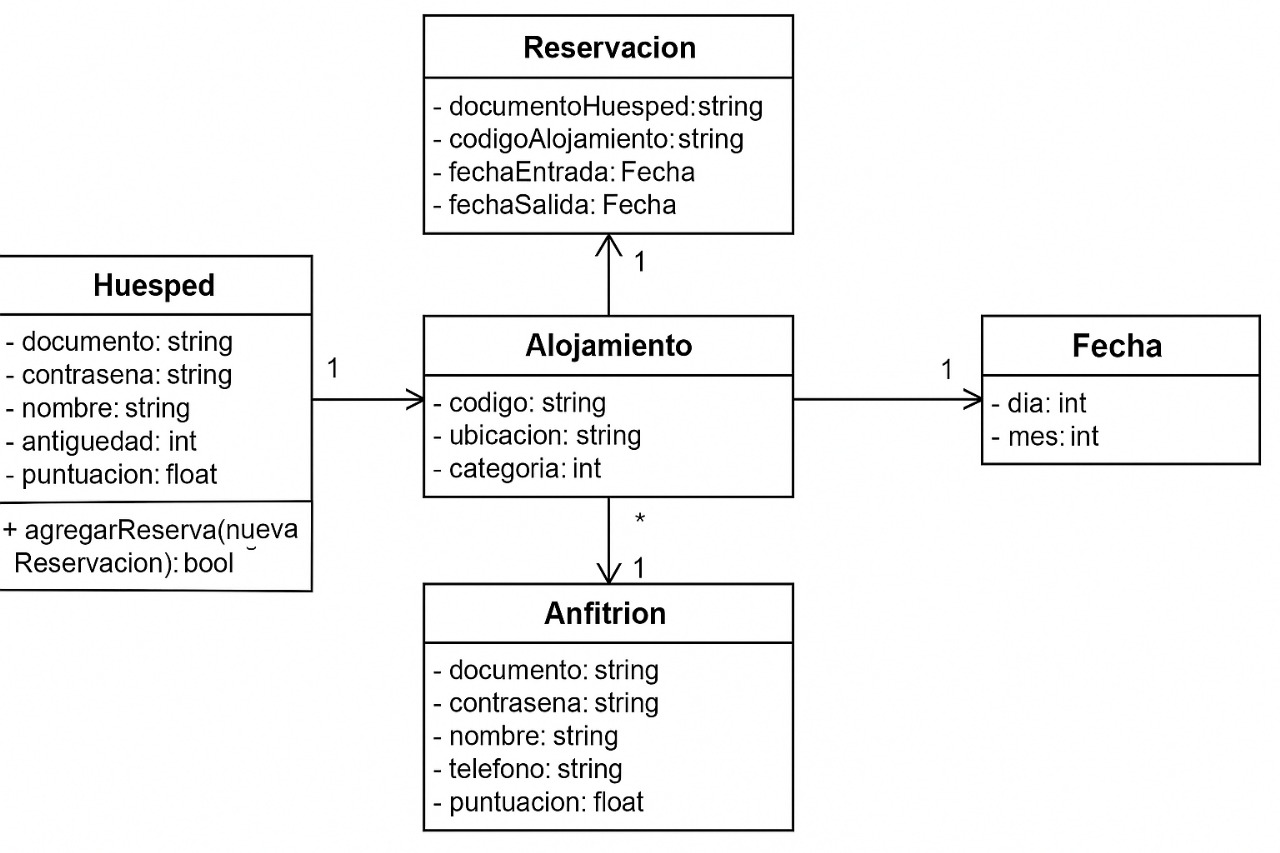 Reservacion
- documentoHuesped:string
- codigoAlojamiento:string
- fechaEntrada: Fecha
- fechaSalida: Fecha
1
Huesped
- documento: string
- contrasena: string
- nombre: string
- antiguedad: int
- puntuacion: float
+ agregarReserva(nueva
Reservacion): bool
1
Alojamiento
- codigo: string
- ubicacion: string
- categoria: int
1
Fecha
- dia: int
- mes: int
*
1
Anfitrion
- documento: string
- contrasena: string
- nombre: string
- telefono: string
- puntuacion: float